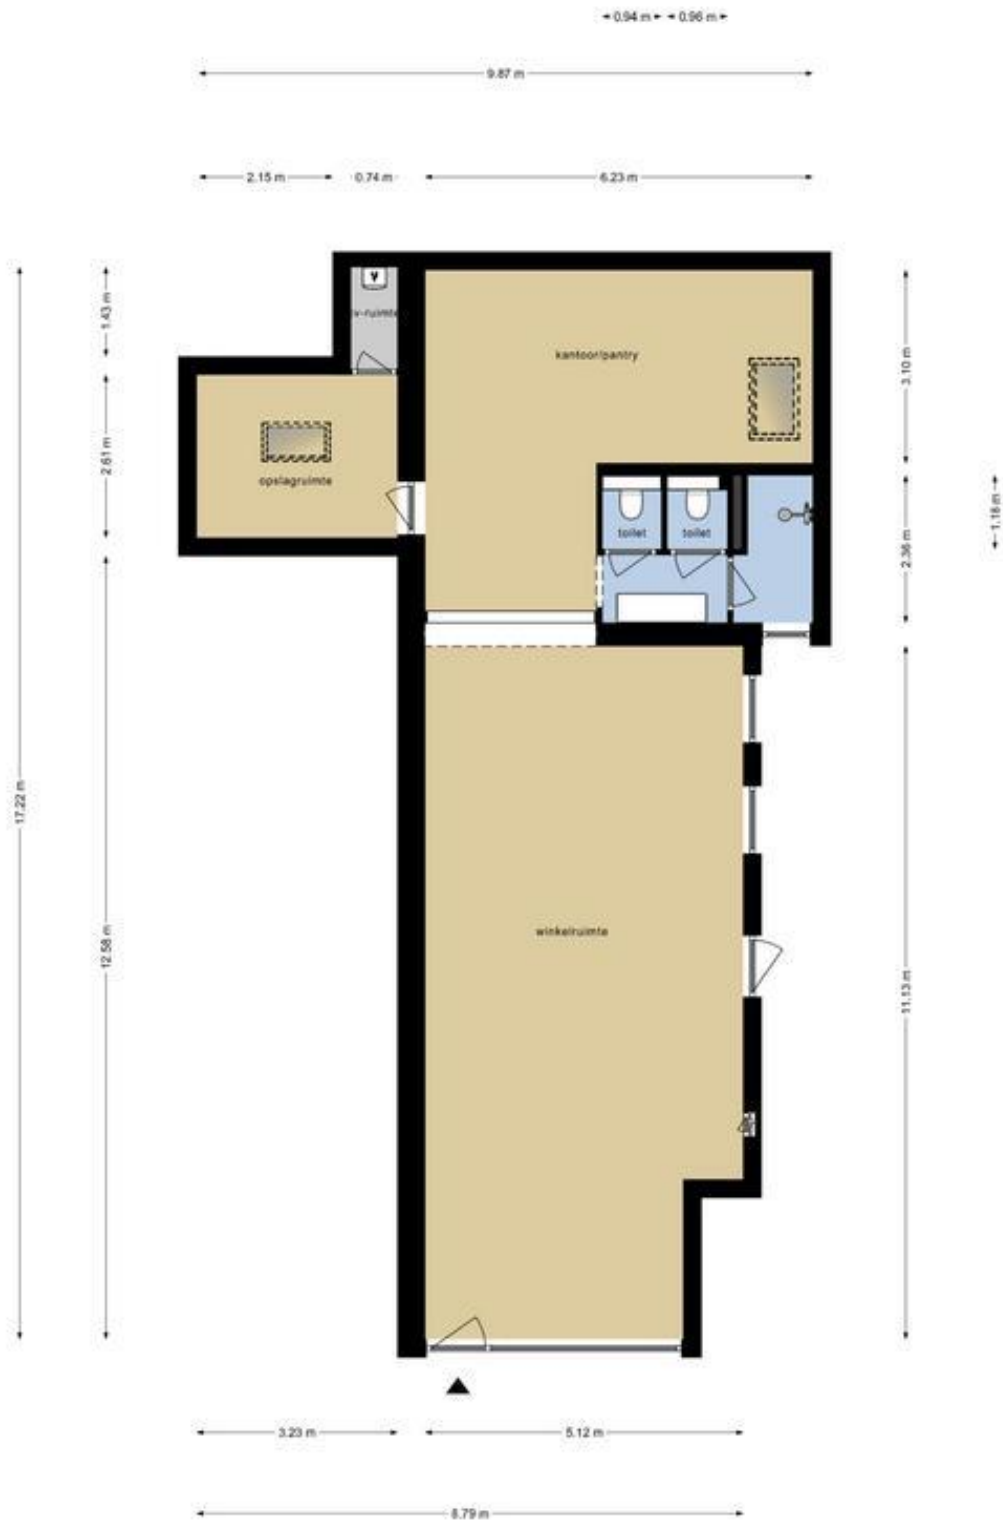 0.94 m 0.96 m
9.87 m
2.15 m 0.74 m 6.23 m
1.43 m
v-ruimte
kantoor/pantry
3.10 m
2.61 m
opslagruimte
toilet toilet
2.36 m
1.18 m
17.22 m
12.58 m
winkelruimte
11.13 m
3.23 m 5.12 m
8.79 m